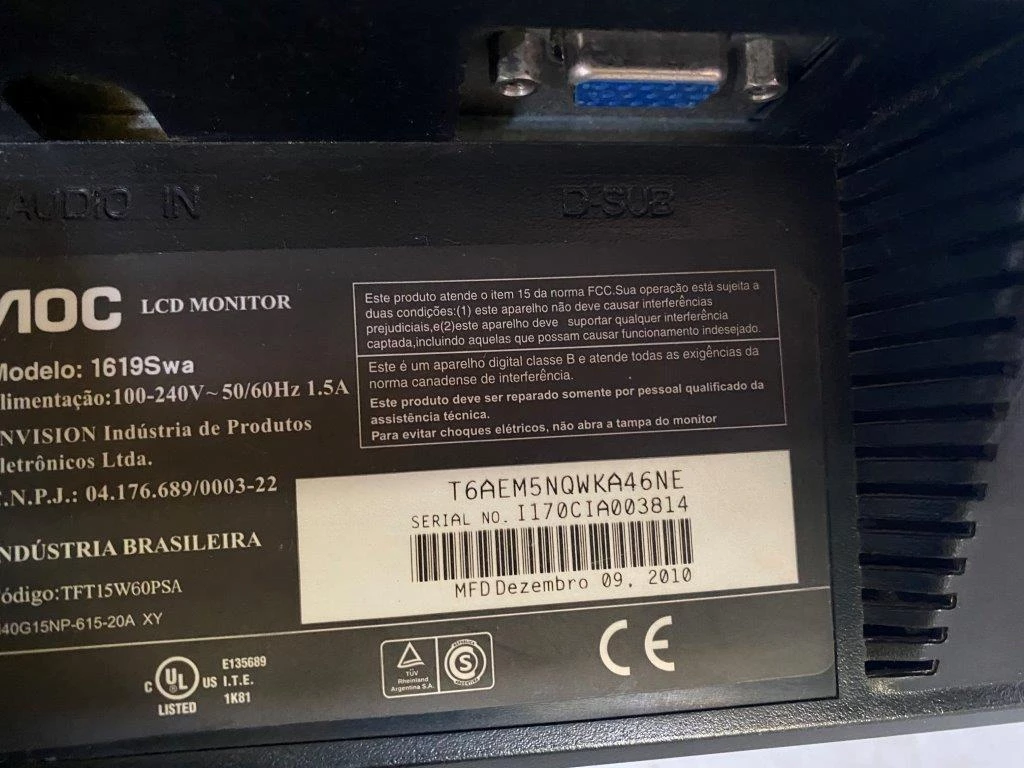 AUDIO IN
D-SUB
AOC LCD MONITOR
Modelo: 1619Swa
limentação:100-240V~50/60Hz 1.5A
NVISION Indústria de Produtos
letrônicos Ltda.
C.N.P.J.: 04.176.689/0003-22
INDÚSTRIA BRASILEIRA
ódigo:TFT15W60PSA
40G15NP-615-20A XY
Este produto atende o item 15 da norma FCC.Sua operação está sujeita a
duas condições:(1) este aparelho não deve causar interferências
prejudiciais,e(2)este aparelho deve suportar qualquer interferência
captada,incluindo aquelas que possam causar funcionamento indesejado.
Este é um aparelho digital classe B e atende todas as exigências da
norma canadense de interferência.
Este produto deve ser reparado somente por pessoal qualificado da
assistência técnica.
Para evitar choques elétricos, não abra a tampa do monitor
T6AEM5NQWKA46NE
SERIAL NO. I170CIA003814
MFD Dezembro 09. 2010
C UL US
LISTED
E135689
I.T.E.
1K81
TÜV
Rheinland
Argentina S.A.
S
CE